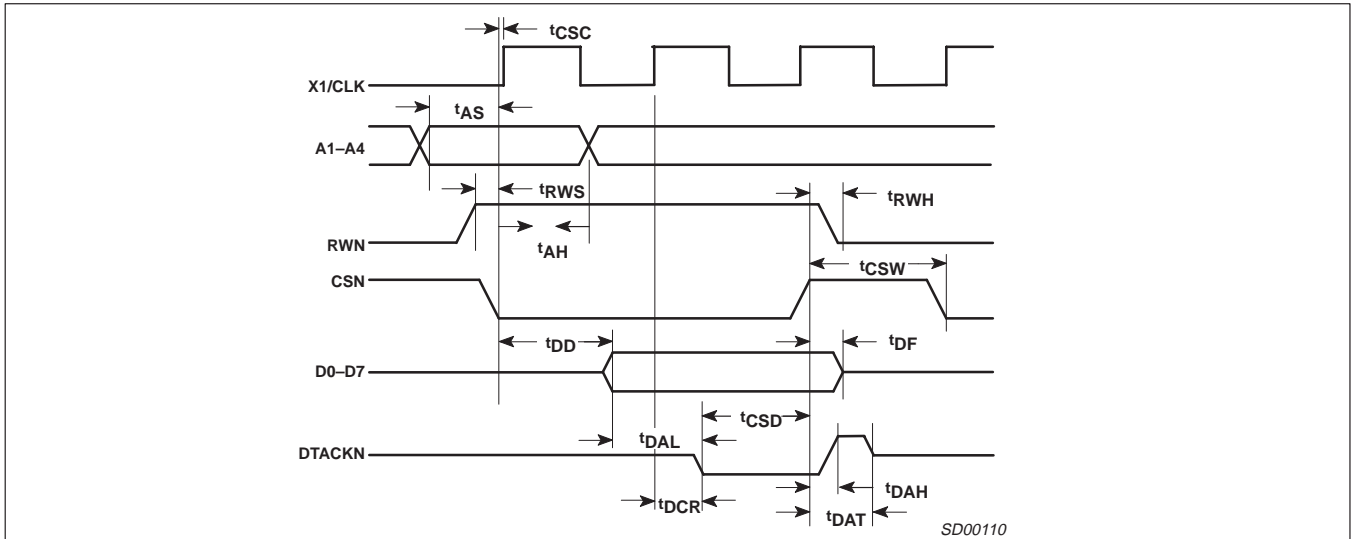 tCSC
X1/CLK
tAS
A1–A4
tRWS
tRWH
RWN
tAH
CSN
tCSW
tDD
tDF
D0–D7
tCSD
tDAL
DTACKN
tDCR
tDAH
tDAT
SD00110